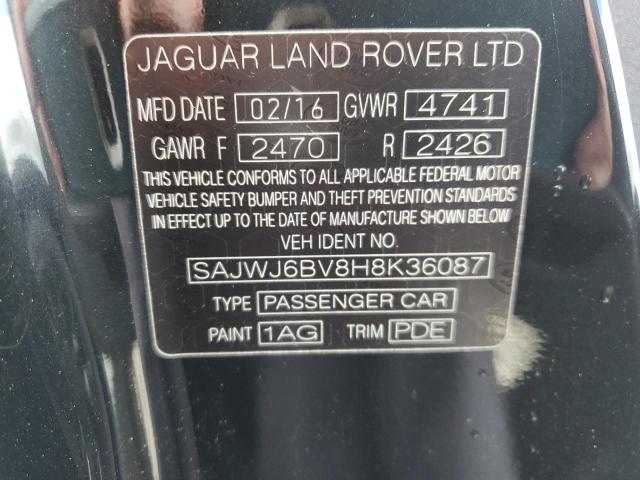 JAGUAR LAND ROVER LTD
MFD DATE 02/16 GVWR 4741
GAWR F 2470 R 2426
THIS VEHICLE CONFORMS TO ALL APPLICABLE FEDERAL MOTOR
VEHICLE SAFETY BUMPER AND THEFT PREVENTION STANDARDS
IN EFFECT UP TO THE DATE OF MANUFACTURE SHOWN BELOW
VEH IDENT NO.
SAJWJ6BV8H8K36087
TYPE PASSENGER CAR
PAINT 1AG TRIM PDE